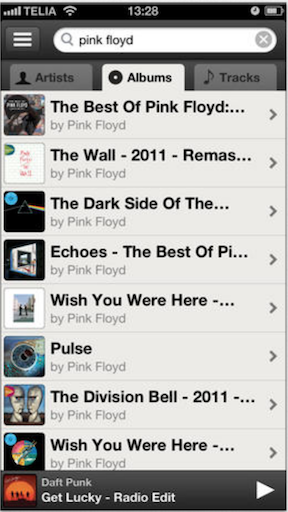 TELIA 13:28
pink floyd
Artists Albums Tracks
The Best Of Pink Floyd:...
by Pink Floyd
The Wall - 2011 - Remas...
by Pink Floyd
The Dark Side Of The...
by Pink Floyd
Echoes - The Best Of Pi...
by Pink Floyd
Wish You Were Here -...
by Pink Floyd
Pulse
by Pink Floyd
The Division Bell - 2011 -...
by Pink Floyd
Wish You Were Here -...
by Pink Floyd
Daft Punk
Get Lucky - Radio Edit